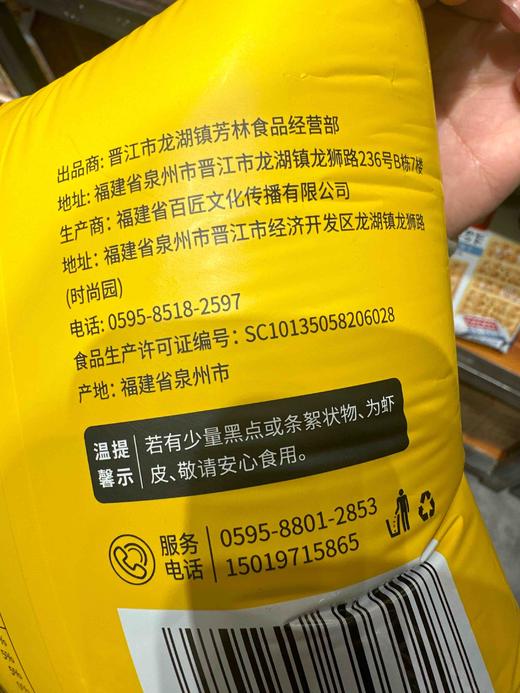 出品商: 晋江市龙湖镇芳林食品经营部
地址: 福建省泉州市晋江市龙湖镇龙狮路236号B栋7楼
生产商: 福建省百匠文化传播有限公司
地址: 福建省泉州市晋江市经济开发区龙湖镇龙狮路
(时尚园)
电话: 0595-8518-2597
食品生产许可证编号: SC10135058206028
产地: 福建省泉州市
温提
馨示
若有少量黑点或条絮状物、为虾
皮、敬请安心食用。
服务
电话
0595-8801-2853
15019715865